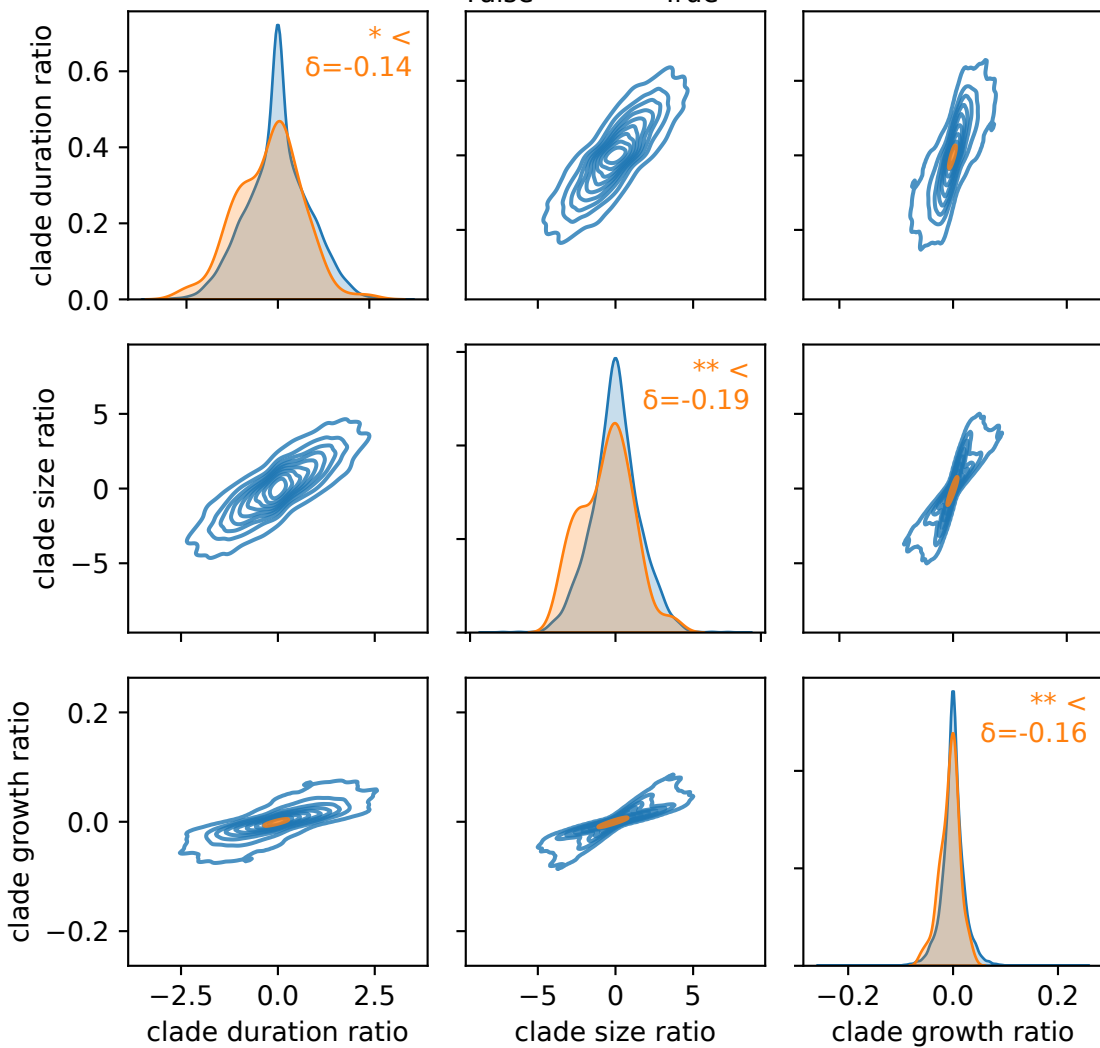 clade duration ratio
0.6
0.4
0.2
0.0
* <
δ=-0.14
clade size ratio
5
0
−5
** <
δ=-0.19
clade growth ratio
0.2
0.0
−0.2
** <
δ=-0.16
−2.5 0.0 2.5 −5 0 5 −0.2 0.0 0.2
clade duration ratio clade size ratio clade growth ratio